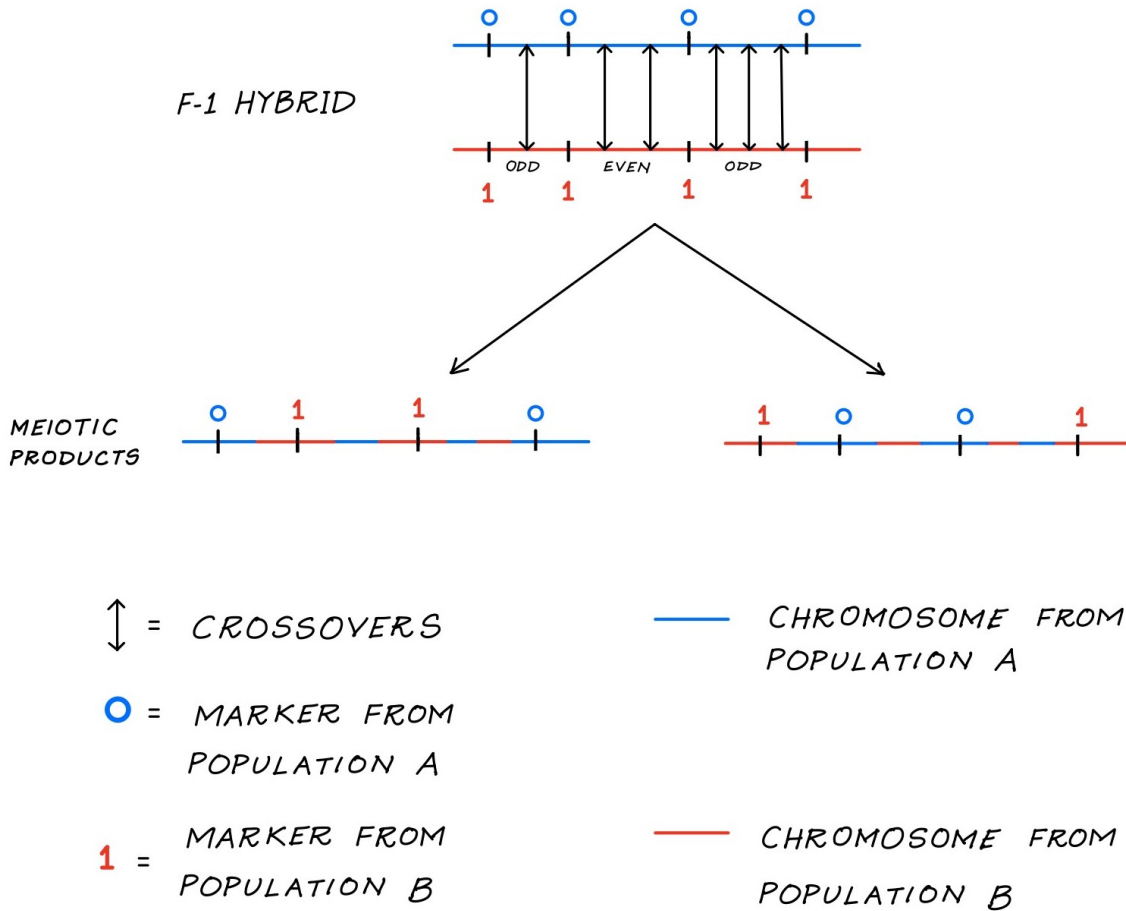 O O O O
F-1 HYBRID
ODD EVEN ODD
1 1 1 1
MEIOTIC
PRODUCTS
O 1 1 O
1 O O 1
= CROSSOVERS
CHROMOSOME FROM
POPULATION A
O = MARKER FROM
POPULATION A
1 = MARKER FROM
POPULATION B
CHROMOSOME FROM
POPULATION B